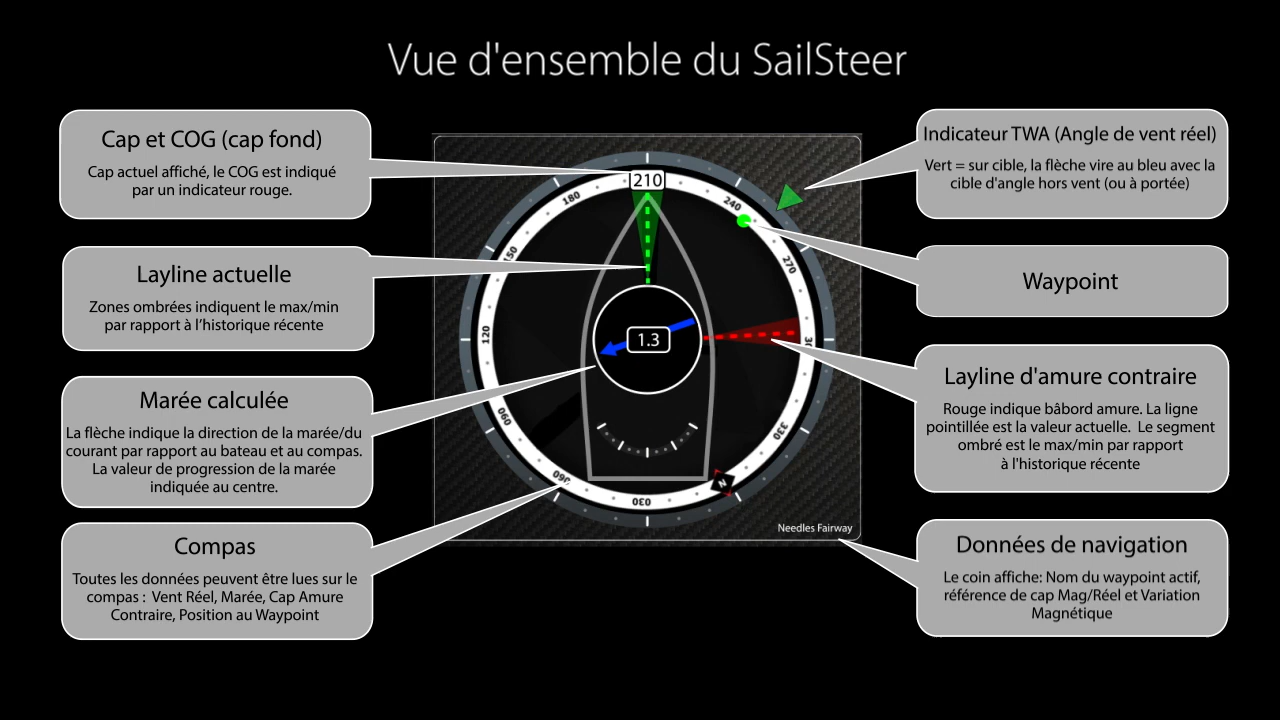 Vue d'ensemble du SailSteer
Cap et COG (cap fond)
Cap actuel affiché, le COG est indiqué
par un indicateur rouge.
Layline actuelle
Zones ombrées indiquent le max/min
par rapport à l’historique récente
Marée calculée
La flèche indique la direction de la marée/du
courant par rapport au bateau et au compas.
La valeur de progression de la marée
indiquée au centre.
Compas
Toutes les données peuvent être lues sur le
compas : Vent Réel, Marée, Cap Amure
Contraire, Position au Waypoint
210
180
240
150
270
120
1.3
090
330
060
N
030
Needles Fairway
Indicateur TWA (Angle de vent réel)
Vert = sur cible, la flèche vire au bleu avec la
cible d'angle hors vent (ou à portée)
Waypoint
Layline d'amure contraire
Rouge indique bâbord amure. La ligne
pointillée est la valeur actuelle. Le segment
ombré est le max/min par rapport
à l'historique récente
Données de navigation
Le coin affiche: Nom du waypoint actif,
référence de cap Mag/Réel et Variation
Magnétique